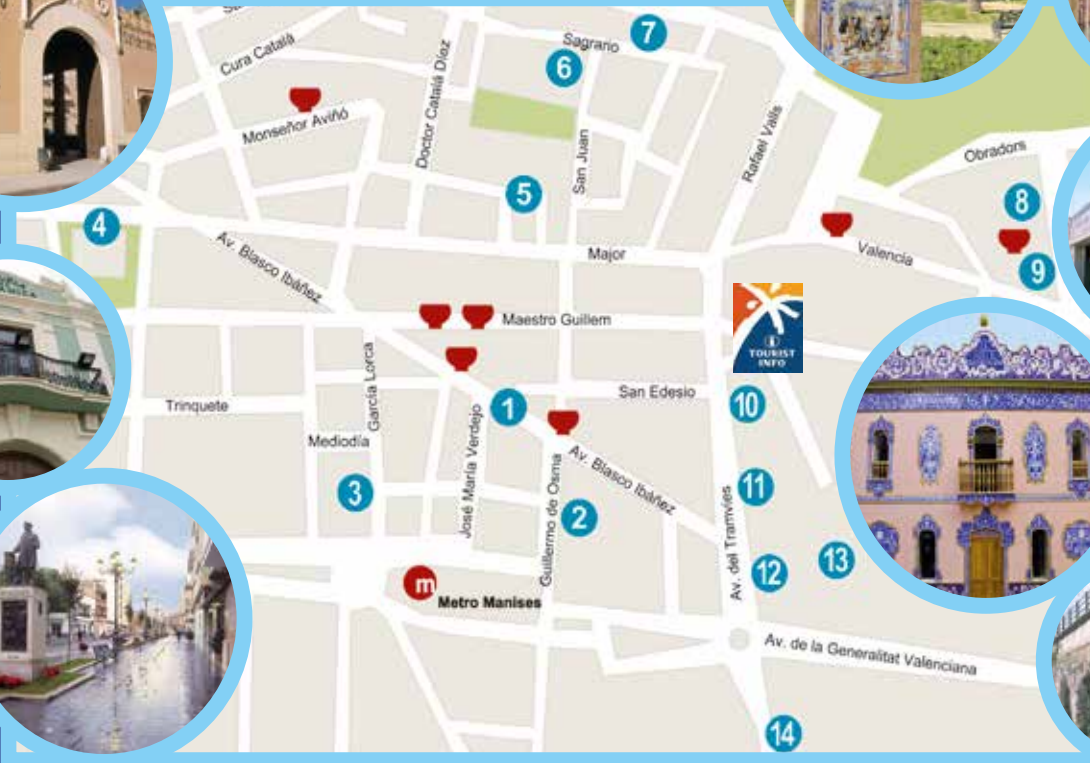 7
Sagrario
6
Cura Catalá
Doctor Catalá Díaz
Monseñor Aviñó
San Juan
Rafael Valls
Obradors
5
8
4
Av. Blasco Ibáñez
Major
Valencia
9
Maestro Guillem
TOURIST
INFO
García Lorca
San Edesio
Trinquete
1
10
Mediodía
José María Verdejo
Av. Blasco Ibáñez
3
Guillermo de Osma
2
11
Av. del Tramvíes
12
13
m
Metro Manises
Av. de la Generalitat Valenciana
14